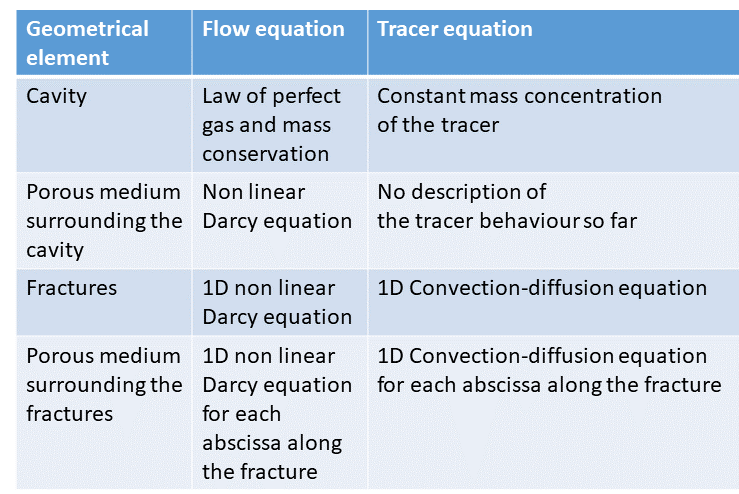 Geometrical
element
Flow equation
Tracer equation
Cavity
Law of perfect
gas and mass
conservation
Constant mass concentration
of the tracer
Porous medium
surrounding the
cavity
Non linear
Darcy equation
No description of
the tracer behaviour so far
Fractures
1D non linear
Darcy equation
1D Convection-diffusion equation
Porous medium
surrounding the
fractures
1D non linear
Darcy equation
for each
abscissa along
the fracture
1D Convection-diffusion equation
for each abscissa along the fracture